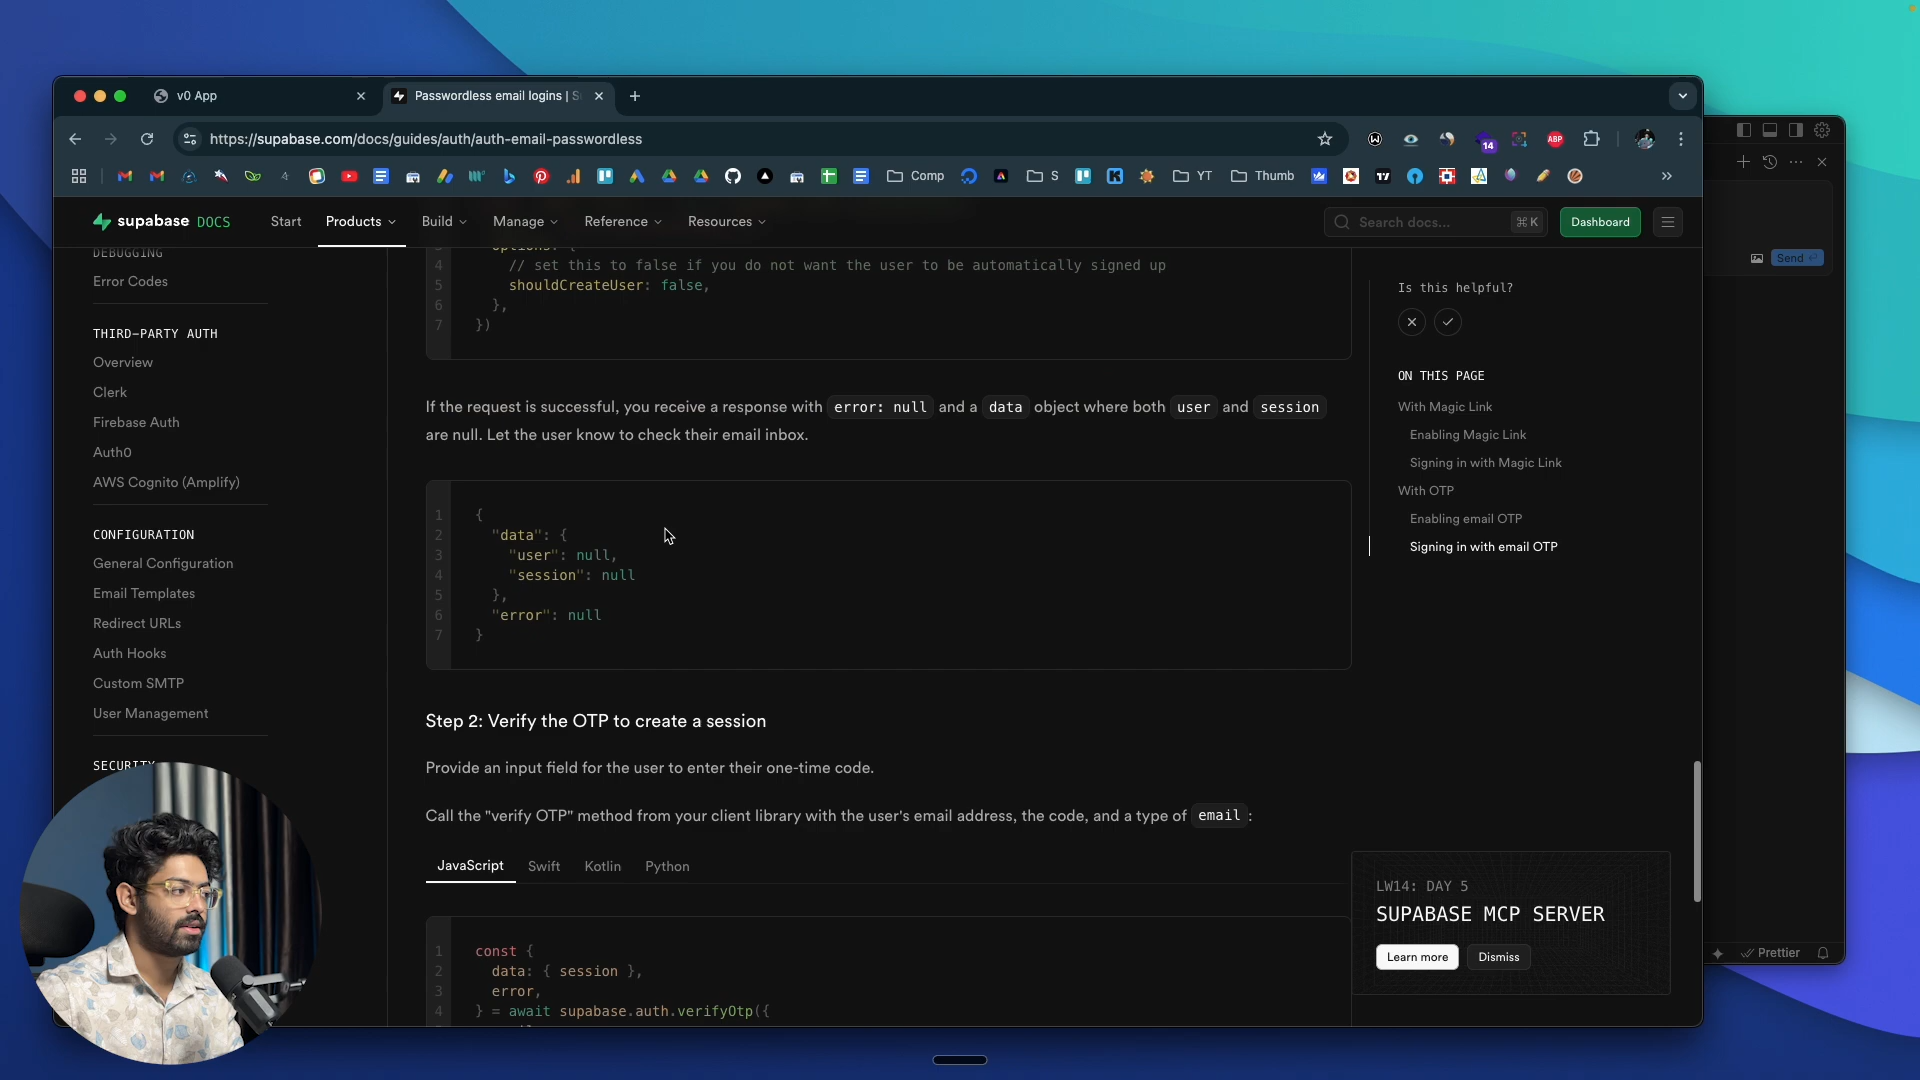 v0 App
Passwordless email logins | S
https://supabase.com/docs/guides/auth/auth-email-passwordless
14
ABP
Comp
S
YT
Thumb
supabase DOCS
Start
Products
Build
Manage
Reference
Resources
Search docs...
⌘K
Dashboard
DEBUGGING
Error Codes
THIRD-PARTY AUTH
Overview
Clerk
Firebase Auth
Auth0
AWS Cognito (Amplify)
CONFIGURATION
General Configuration
Email Templates
Redirect URLs
Auth Hooks
Custom SMTP
User Management
SECURITY
options: {
4 // set this to false if you do not want the user to be automatically signed up
5 shouldCreateUser: false,
6 },
7 })
If the request is successful, you receive a response with error: null and a data object where both user and session
are null. Let the user know to check their email inbox.
1 {
2 "data": {
3 "user": null,
4 "session": null
5 },
6 "error": null
7 }
Step 2: Verify the OTP to create a session
Provide an input field for the user to enter their one-time code.
Call the "verify OTP" method from your client library with the user's email address, the code, and a type of email :
JavaScript
Swift
Kotlin
Python
1 const {
2 data: { session },
3 error,
4 } = await supabase.auth.verifyOtp({
Is this helpful?
ON THIS PAGE
With Magic Link
Enabling Magic Link
Signing in with Magic Link
With OTP
Enabling email OTP
Signing in with email OTP
LW14: DAY 5
SUPABASE MCP SERVER
Learn more
Dismiss
Send
Prettier